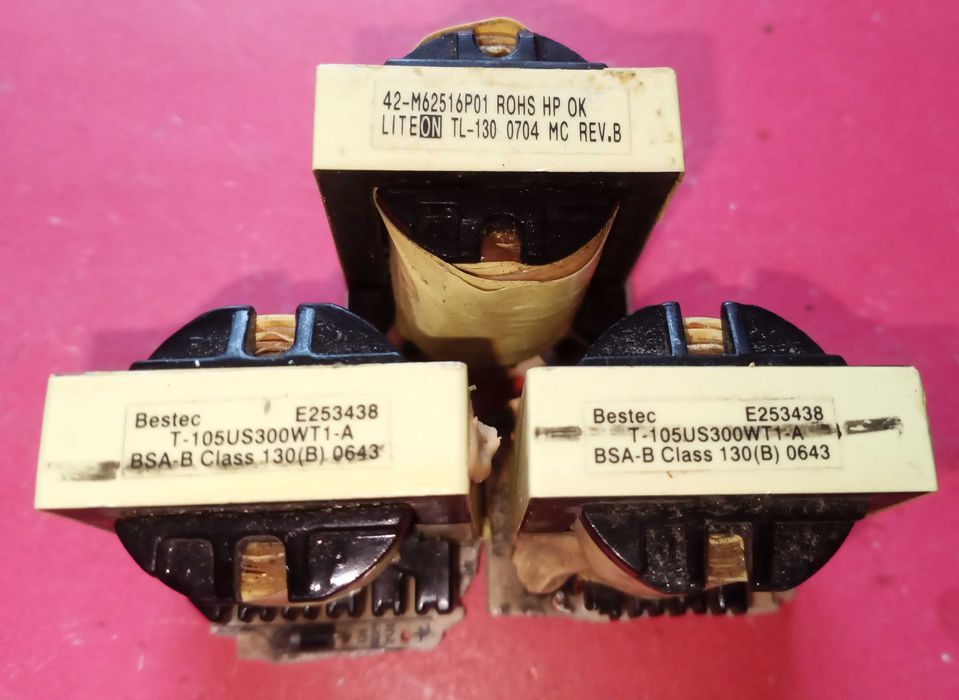 42-M62516P01 ROHS HP OK
LITEON TL-130 0704 MC REV.B
Bestec E253438
T-105US300WT1-A
BSA-B Class 130(B) 0643
Bestec E253438
T-105US300WT1-A
BSA-B Class 130(B) 0643